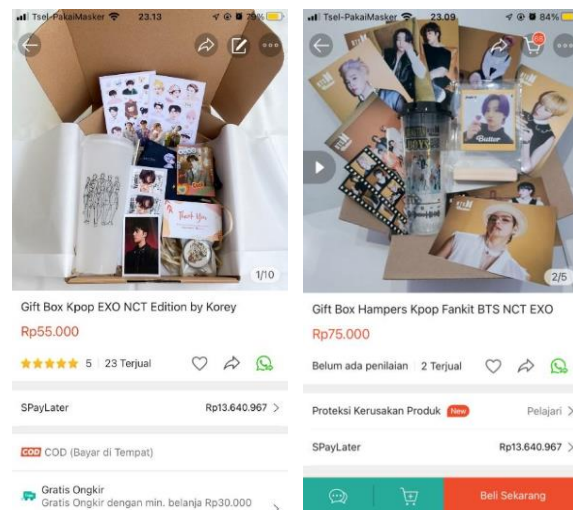 Tsel-PakaiMasker 23.13 79%
1/10
Thank You
Gift Box Kpop EXO NCT Edition by Korey
Rp55.000
5 23 Terjual
SPayLater Rp13.640.967 >
COD COD (Bayar di Tempat)
Gratis Ongkir
Gratis Ongkir dengan min. belanja Rp30.000
Tsel-PakaiMasker 23.09 84%
Butter
2/5
Gift Box Hampers Kpop Fankit BTS NCT EXO
Rp75.000
Belum ada penilaian 2 Terjual
Proteksi Kerusakan Produk New Pelajari >
SPayLater Rp13.640.967 >
Beli Sekarang